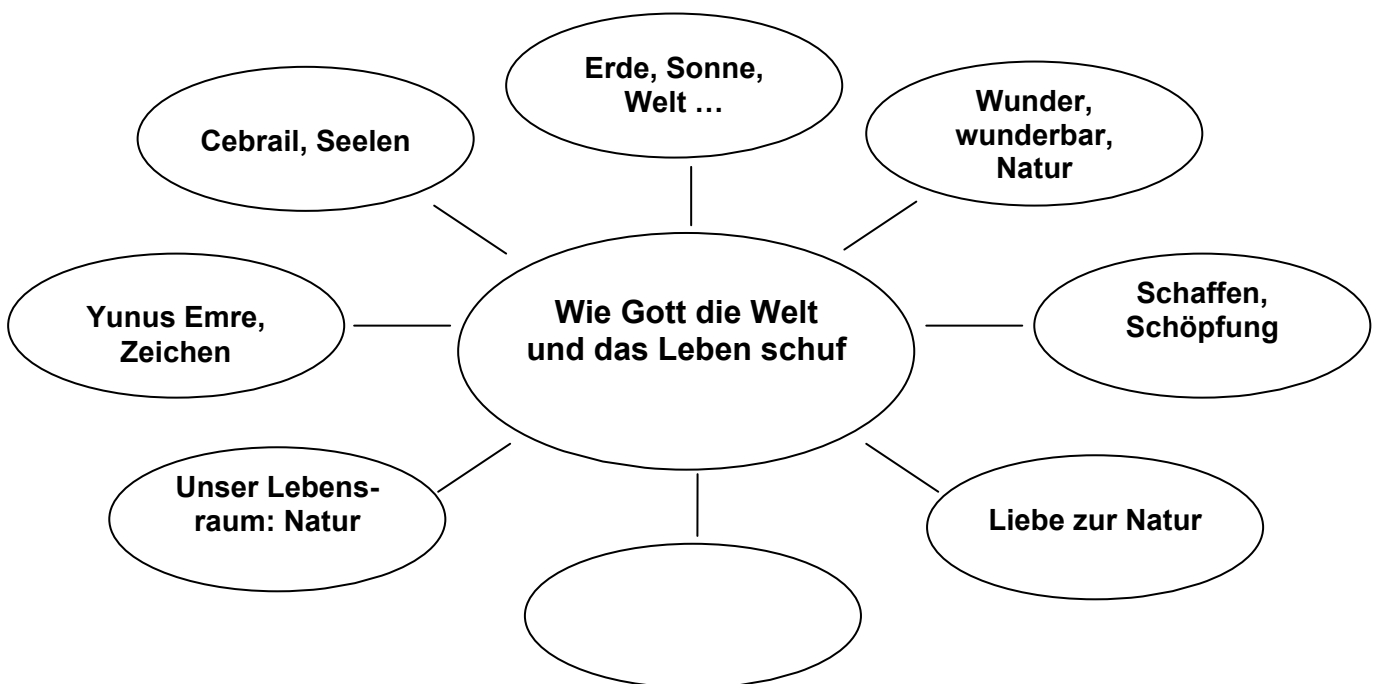 Erde, Sonne,
Welt …
Cebrail, Seelen
Wunder,
wunderbar,
Natur
Wie Gott die Welt
und das Leben schuf
Yunus Emre,
Zeichen
Schaffen,
Schöpfung
Unser Lebens-
raum: Natur
Liebe zur Natur